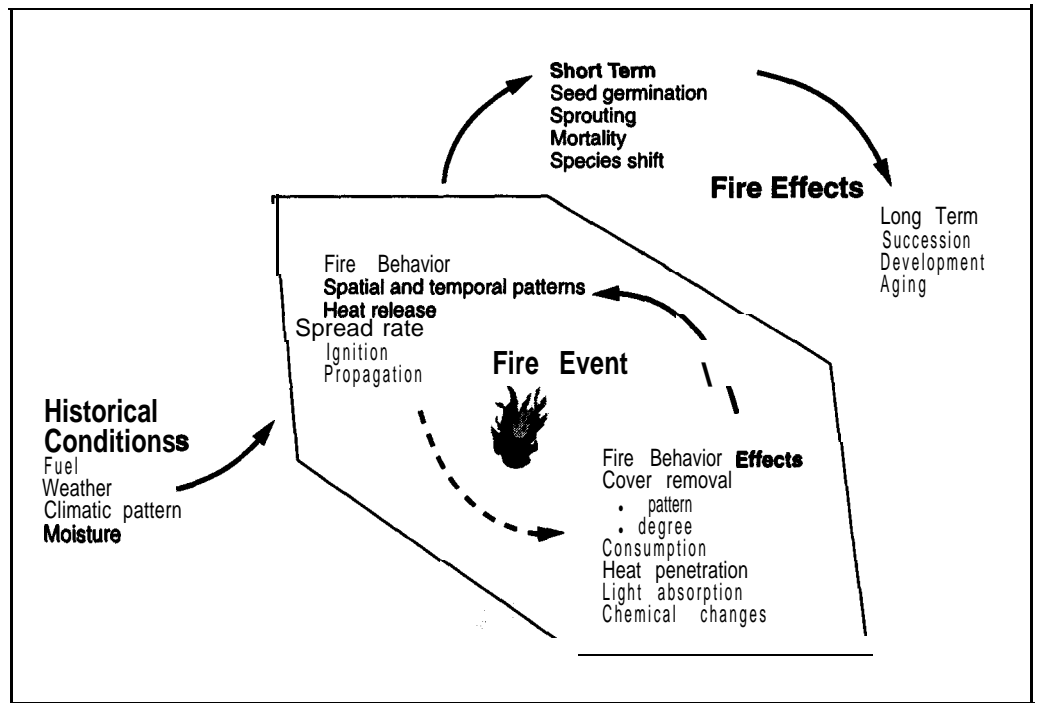 Short Term
Seed germination
Sprouting
Mortality
Species shift
Fire Effects
Long Term
Succession
Development
Aging
Fire Behavior
Spatial and temporal patterns
Heat release
Spread rate
Ignition
Propagation
Fire Event
Historical
Conditionss
Fuel
Weather
Climatic pattern
Moisture
Fire Behavior Effects
Cover removal
• pattern
• degree
Consumption
Heat penetration
Light absorption
Chemical changes